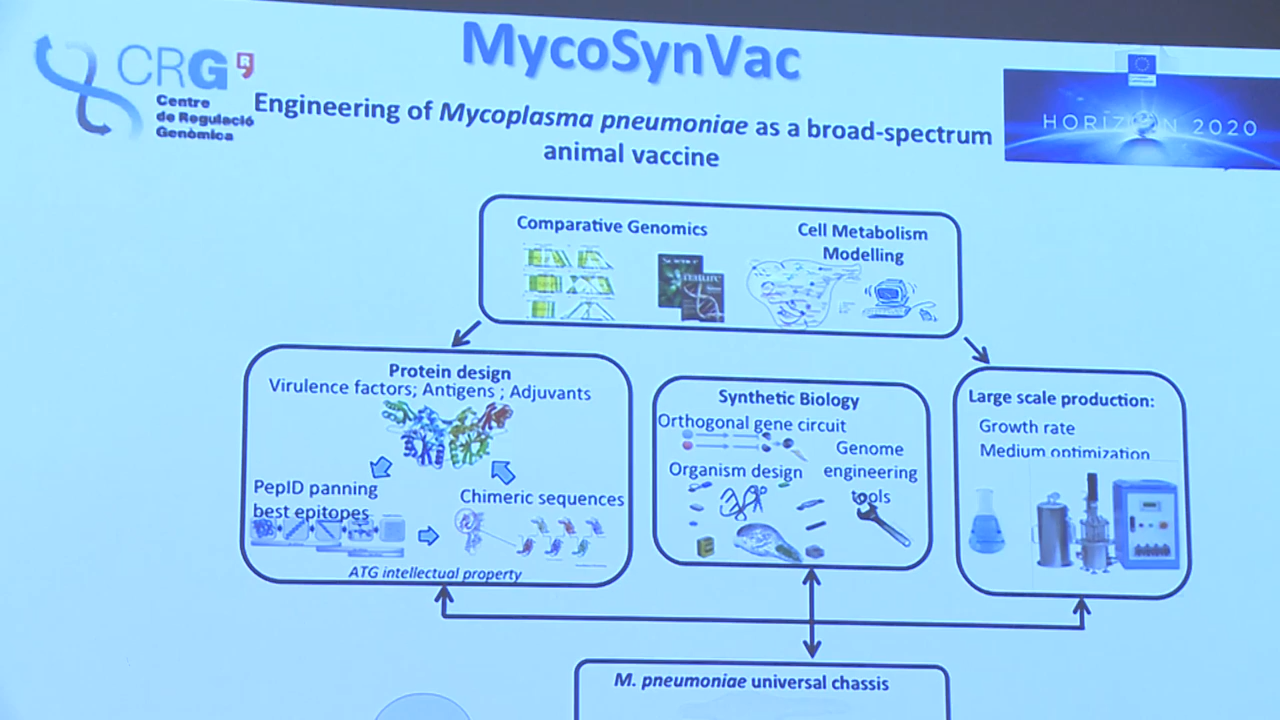 MycoSynVac
CRG
Centre
de Regulació
Genòmica
Engineering of Mycoplasma pneumoniae as a broad-spectrum
animal vaccine
HORIZON 2020
Comparative Genomics
Cell Metabolism
Modelling
Science
nature
Protein design
Virulence factors; Antigens ; Adjuvants
PepID panning
best epitopes
Chimeric sequences
ATG intellectual property
Synthetic Biology
Orthogonal gene circuit
Organism design
Genome
engineering
tools
Large scale production:
Growth rate
Medium optimization
M. pneumoniae universal chassis